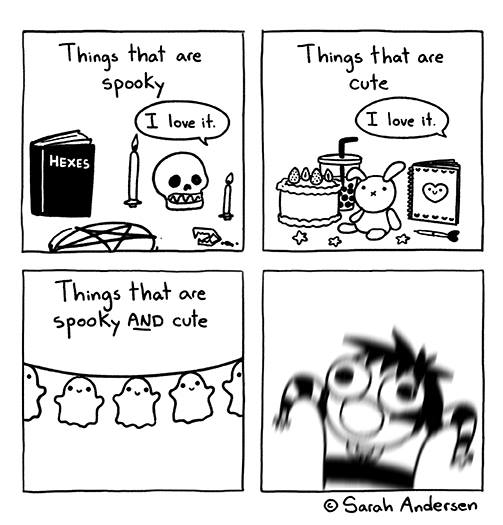 Things that are
spooky
I love it.
HEXES
Things that are
cute
I love it.
Things that are
spooky AND cute
© Sarah Andersen